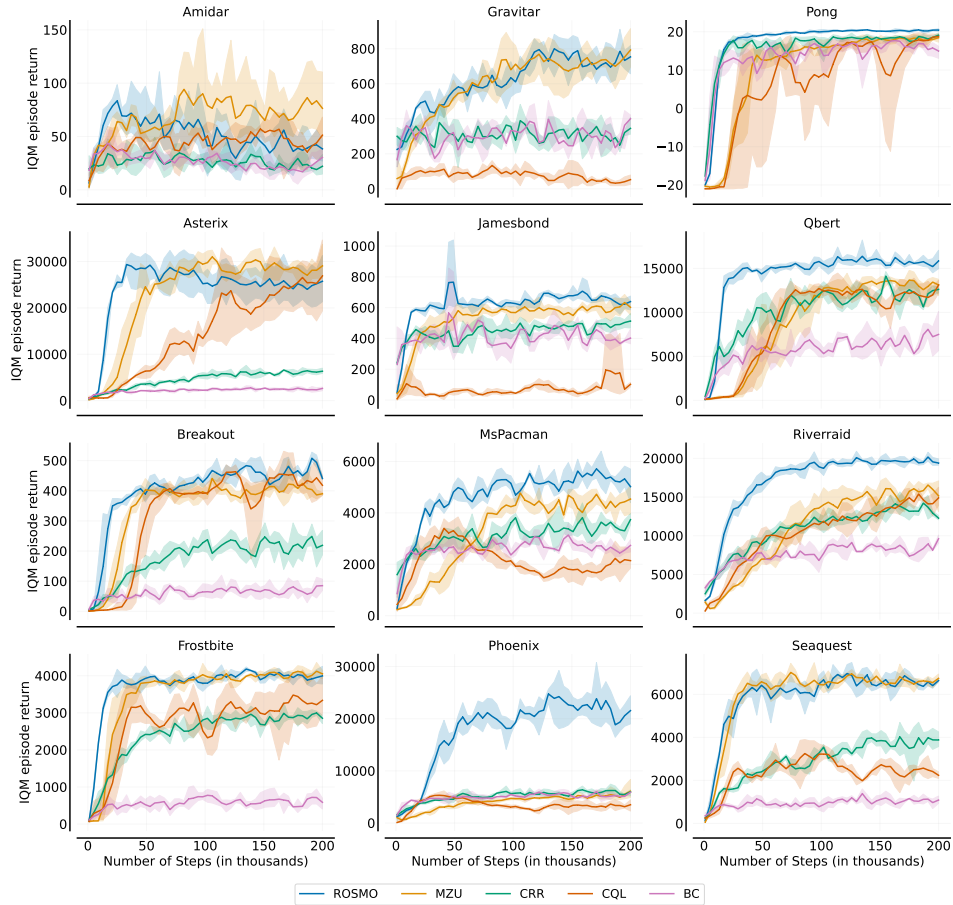 Amidar Gravitar Pong
IQM episode return
0 50 100 150
0 200 400 600 800
−20 −10 0 10 20
Asterix Jamesbond Qbert
IQM episode return
0 10000 20000 30000
0 200 400 600 800 1000
0 5000 10000 15000
Breakout MsPacman Riverraid
IQM episode return
0 100 200 300 400 500
0 2000 4000 6000
0 5000 10000 15000 20000
Frostbite Phoenix Seaquest
IQM episode return
0 1000 2000 3000 4000
0 10000 20000 30000
0 2000 4000 6000
0 50 100 150 200 0 50 100 150 200 0 50 100 150 200
Number of Steps (in thousands) Number of Steps (in thousands) Number of Steps (in thousands)
ROSMO MZU CRR CQL BC